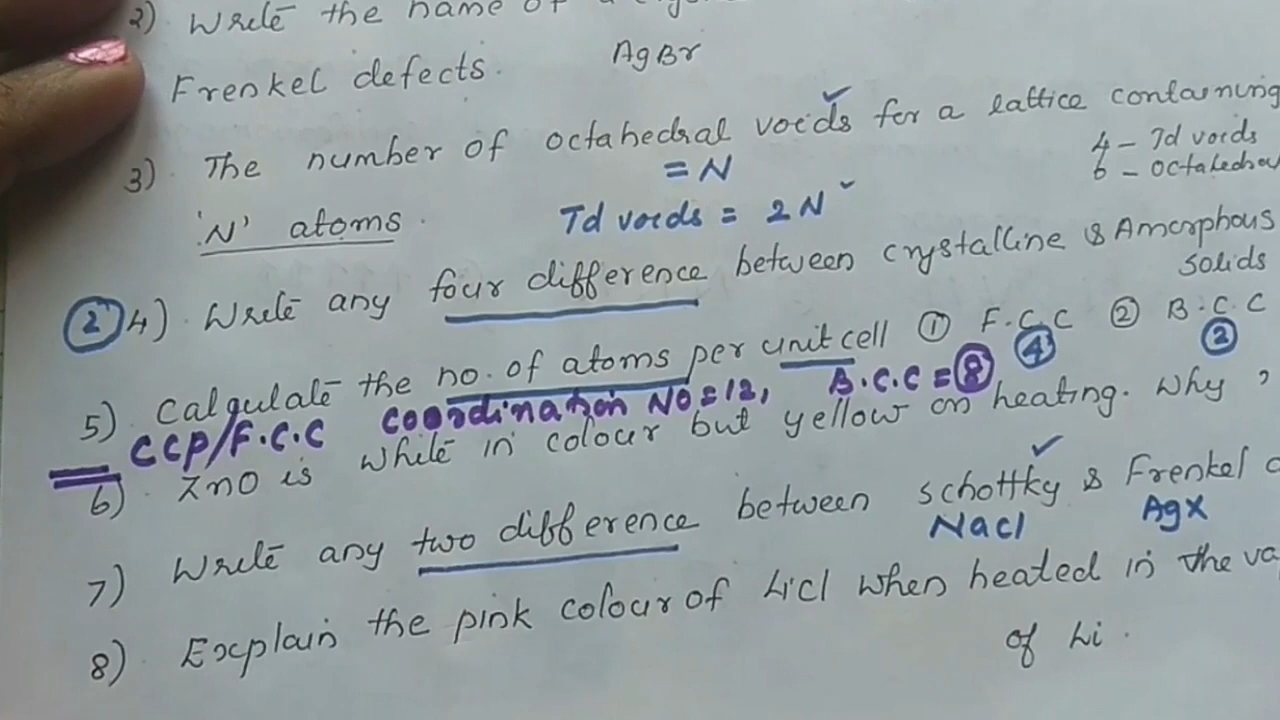 2) Write the name of a
Frenkel defects. AgBr
3) The number of octahedral voids for a lattice containing
= N
4 - Td voids
6 - Octahedral
'N' atoms. Td voids = 2N
(2) 4) Write any four difference between crystalline & Amorphous
solids
5) Calculate the no. of atoms per unit cell ① F.C.C ② B.C.C
④ ②
CCP/F.C.C Coordination No = 12, B.C.C = ⑧
6) ZnO is white in colour but yellow on heating. Why ?
7) Write any two difference between schottky & Frenkel
Nacl AgX
8) Explain the pink colour of Licl when heated in the va
of Li.